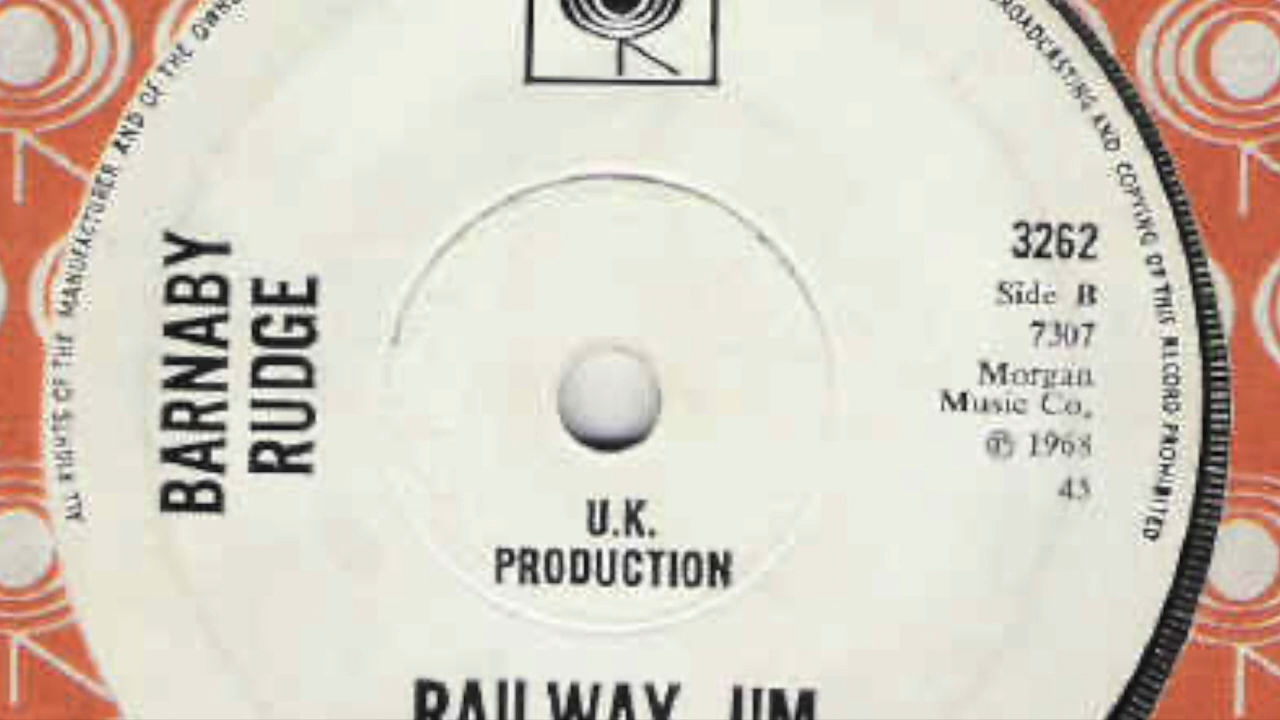 ALL RIGHTS OF THE MANUFACTURER AND OF THE
BROADCASTING AND COPYING OF THIS RECORD PROHIBITED
BARNABY
RUDGE
3262
Side B
7307
Morgan
Music Co.
℗ 1968
45
U.K.
PRODUCTION
RAILWAY JIM